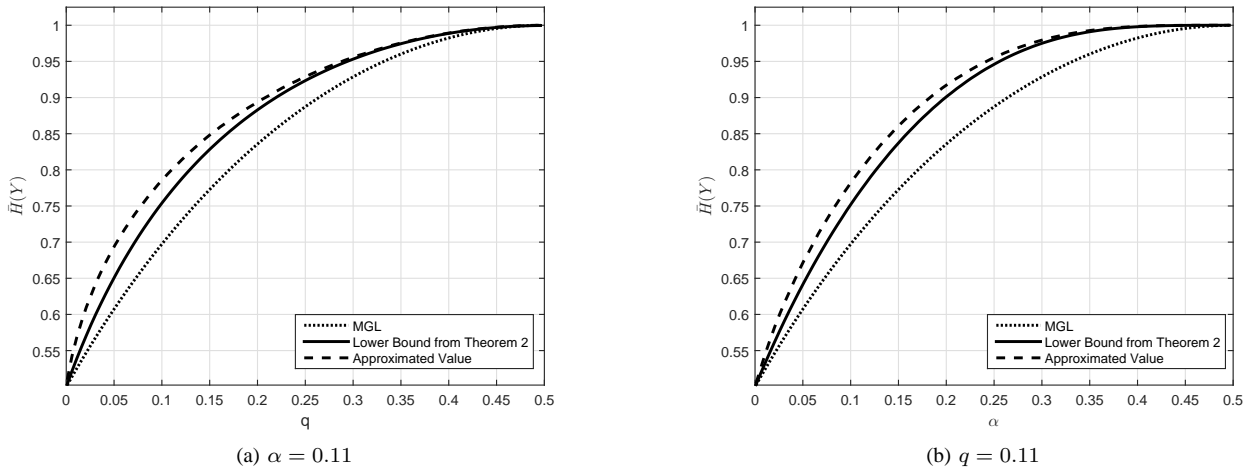 1
0.95
0.9
0.85
0.8
0.75
0.7
0.65
0.6
0.55
H̄(Y)
MGL
Lower Bound from Theorem 2
Approximated Value
0 0.05 0.1 0.15 0.2 0.25 0.3 0.35 0.4 0.45 0.5
q
(a) α = 0.11
1
0.95
0.9
0.85
0.8
0.75
0.7
0.65
0.6
0.55
H̄(Y)
MGL
Lower Bound from Theorem 2
Approximated Value
0 0.05 0.1 0.15 0.2 0.25 0.3 0.35 0.4 0.45 0.5
α
(b) q = 0.11